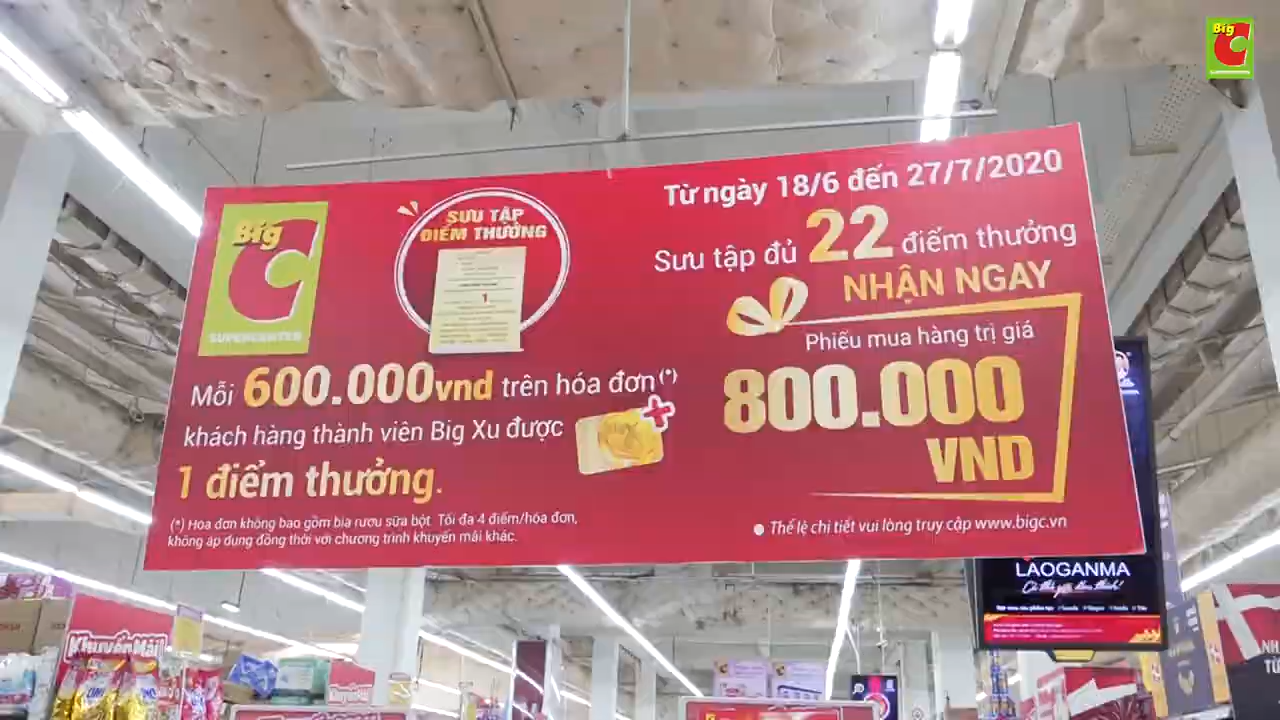 Big
C
Big
C
SUPERCENTER
SƯU TẬP
ĐIỂM THƯỞNG
1
Mỗi 600.000vnd trên hóa đơn(*)
khách hàng thành viên Big Xu được
1 điểm thưởng.
(*) Hóa đơn không bao gồm bia rượu sữa bột. Tối đa 4 điểm/hóa đơn,
không áp dụng đồng thời với chương trình khuyến mãi khác.
Từ ngày 18/6 đến 27/7/2020
Sưu tập đủ 22 điểm thưởng
NHẬN NGAY
Phiếu mua hàng trị giá
800.000
VND
Thể lệ chi tiết vui lòng truy cập www.bigc.vn
LAOGANMA
Khuyến Mãi